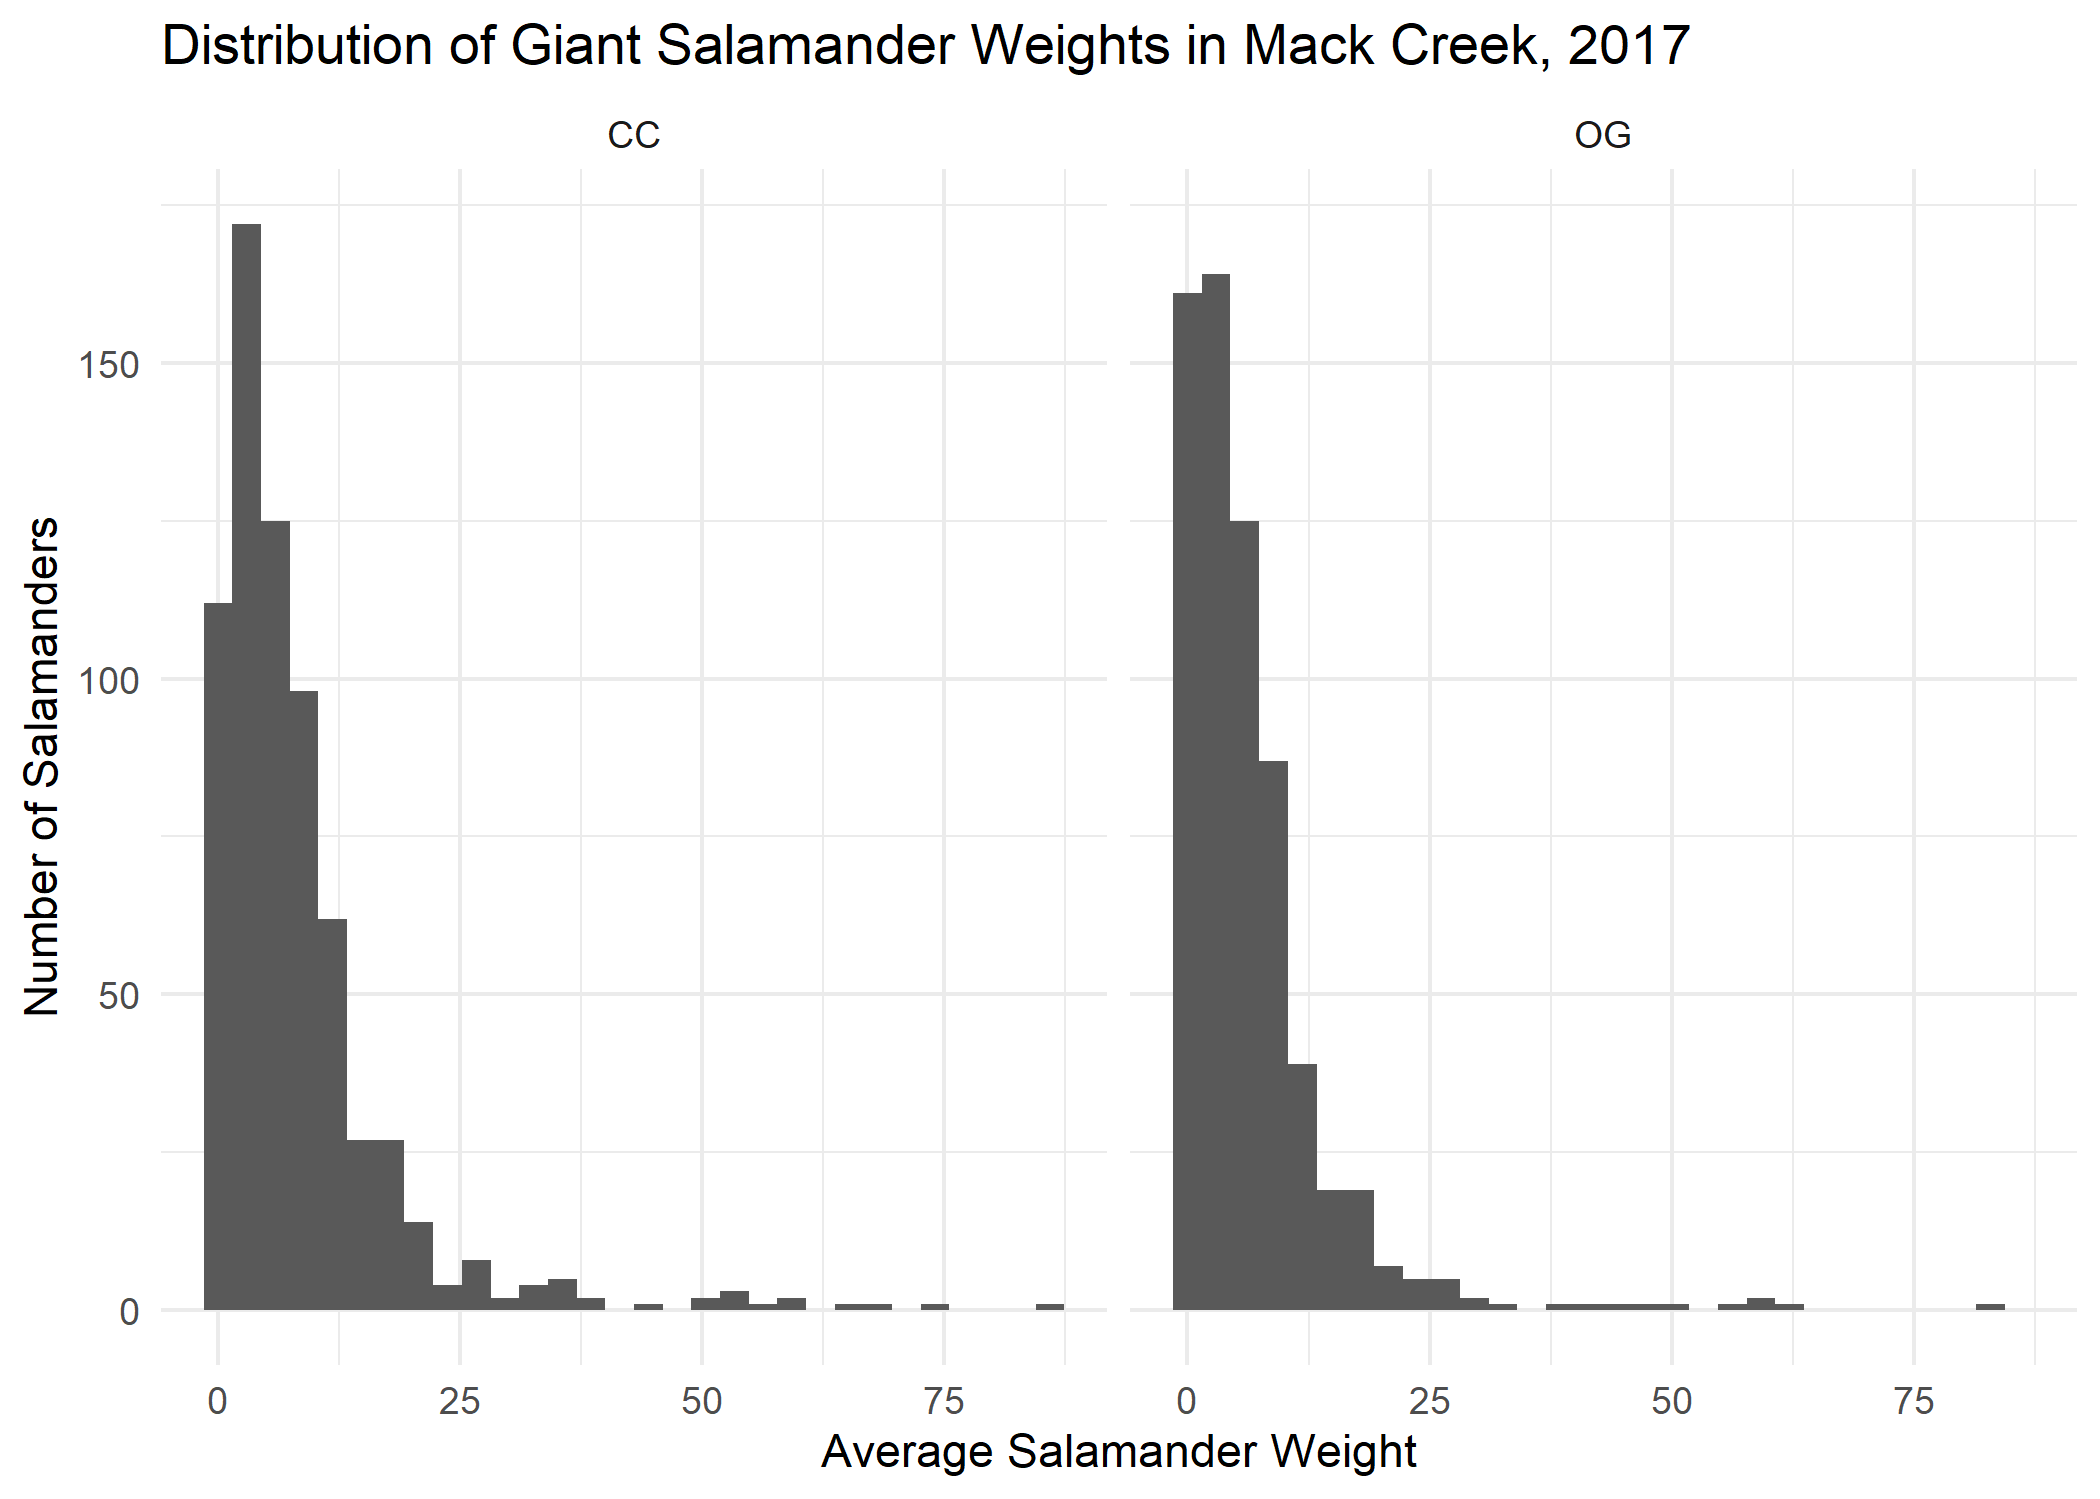 Distribution of Giant Salamander Weights in Mack Creek, 2017
CC
OG
Number of Salamanders
150
100
50
0
0 25 50 75
0 25 50 75
Average Salamander Weight